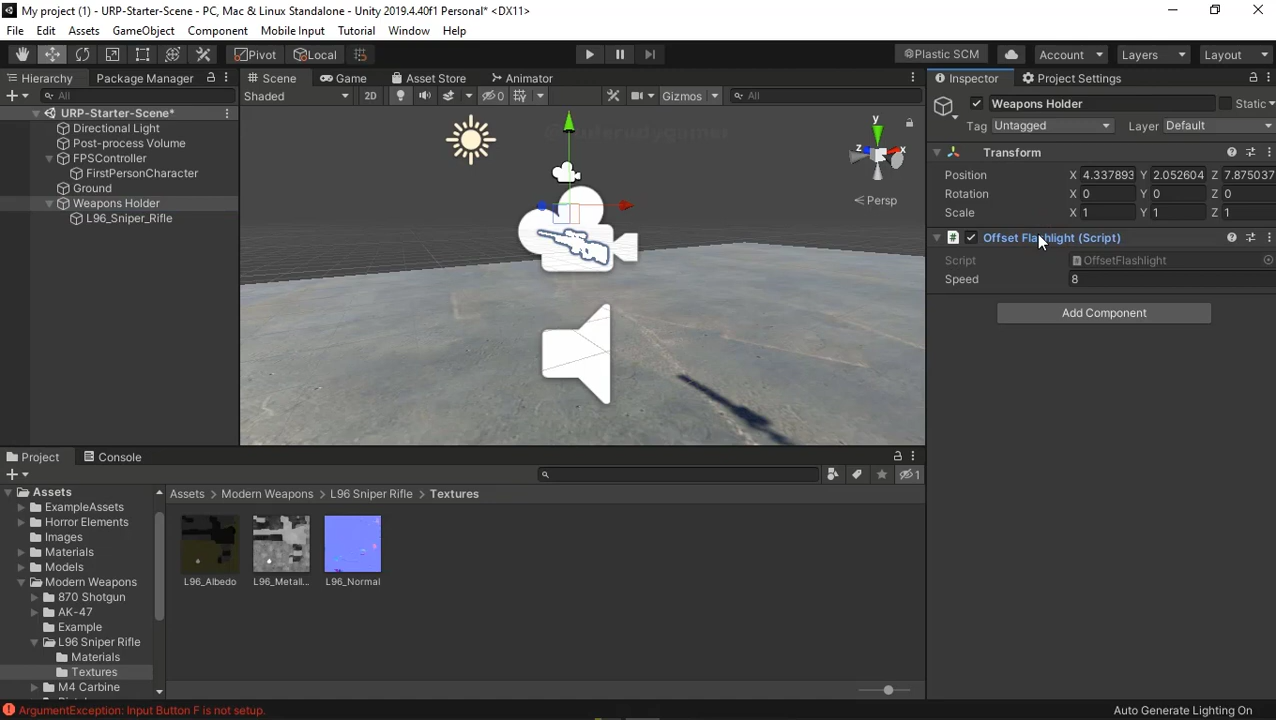 My project (1) - URP-Starter-Scene - PC, Mac & Linux Standalone - Unity 2019.4.40f1 Personal* <DX11>
File Edit Assets GameObject Component Mobile Input Tutorial Window Help
Pivot Local Plastic SCM Account Layers Layout
Hierarchy Package Manager
All
URP-Starter-Scene*
Directional Light
Post-process Volume
FPSController
FirstPersonCharacter
Ground
Weapons Holder
L96_Sniper_Rifle
Scene Game Asset Store Animator
Shaded 2D 0 Gizmos All
y
z x
Persp
Inspector Project Settings
Weapons Holder Static
Tag Untagged Layer Default
Transform
Position X 4.337893 Y 2.052604 Z 7.875037
Rotation X 0 Y 0 Z 0
Scale X 1 Y 1 Z 1
# Offset Flashlight (Script)
Script OffsetFlashlight
Speed 8
Add Component
Project Console
1
Assets
ExampleAssets
Horror Elements
Images
Materials
Models
Modern Weapons
870 Shotgun
AK-47
Example
L96 Sniper Rifle
Materials
Textures
M4 Carbine
Assets Modern Weapons L96 Sniper Rifle Textures
L96_Albedo L96_Metall... L96_Normal
ArgumentException: Input Button F is not setup.
Auto Generate Lighting On